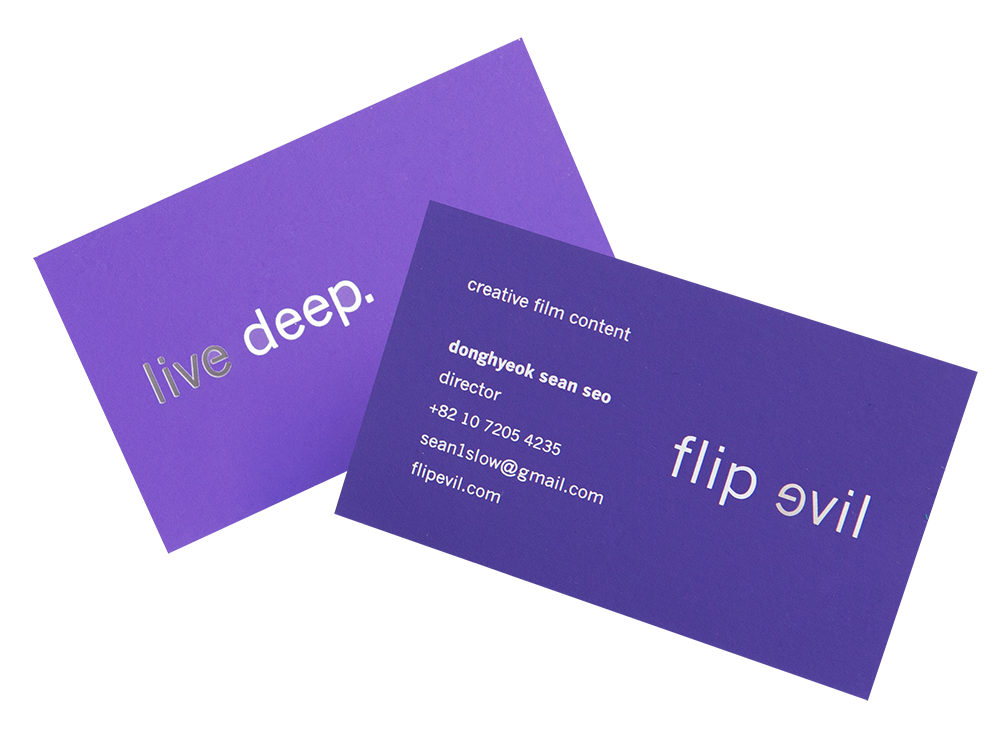 live deep.
creative film content
donghyeok sean seo
director
+82 10 7205 4235
sean1slow@gmail.com
flipevil.com
flip evil